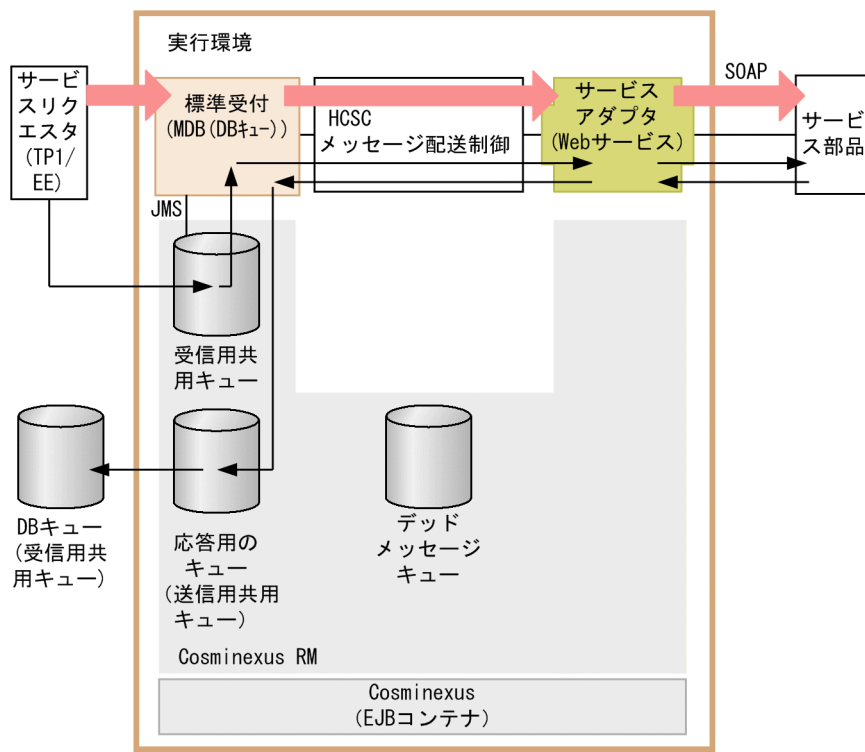 実行環境
サービ
スリク
エスタ
(TP1/
EE)
標準受付
(MDB(DBキュー))
HCSC
メッセージ配送制御
サービス
アダプタ
(Webサービス)
SOAP
サービ
ス部品
JMS
受信用共
用キュー
DBキュー
(受信用共
用キュー)
応答用の
キュー
(送信用共用
キュー)
デッド
メッセージ
キュー
Cosminexus RM
Cosminexus
(EJBコンテナ)